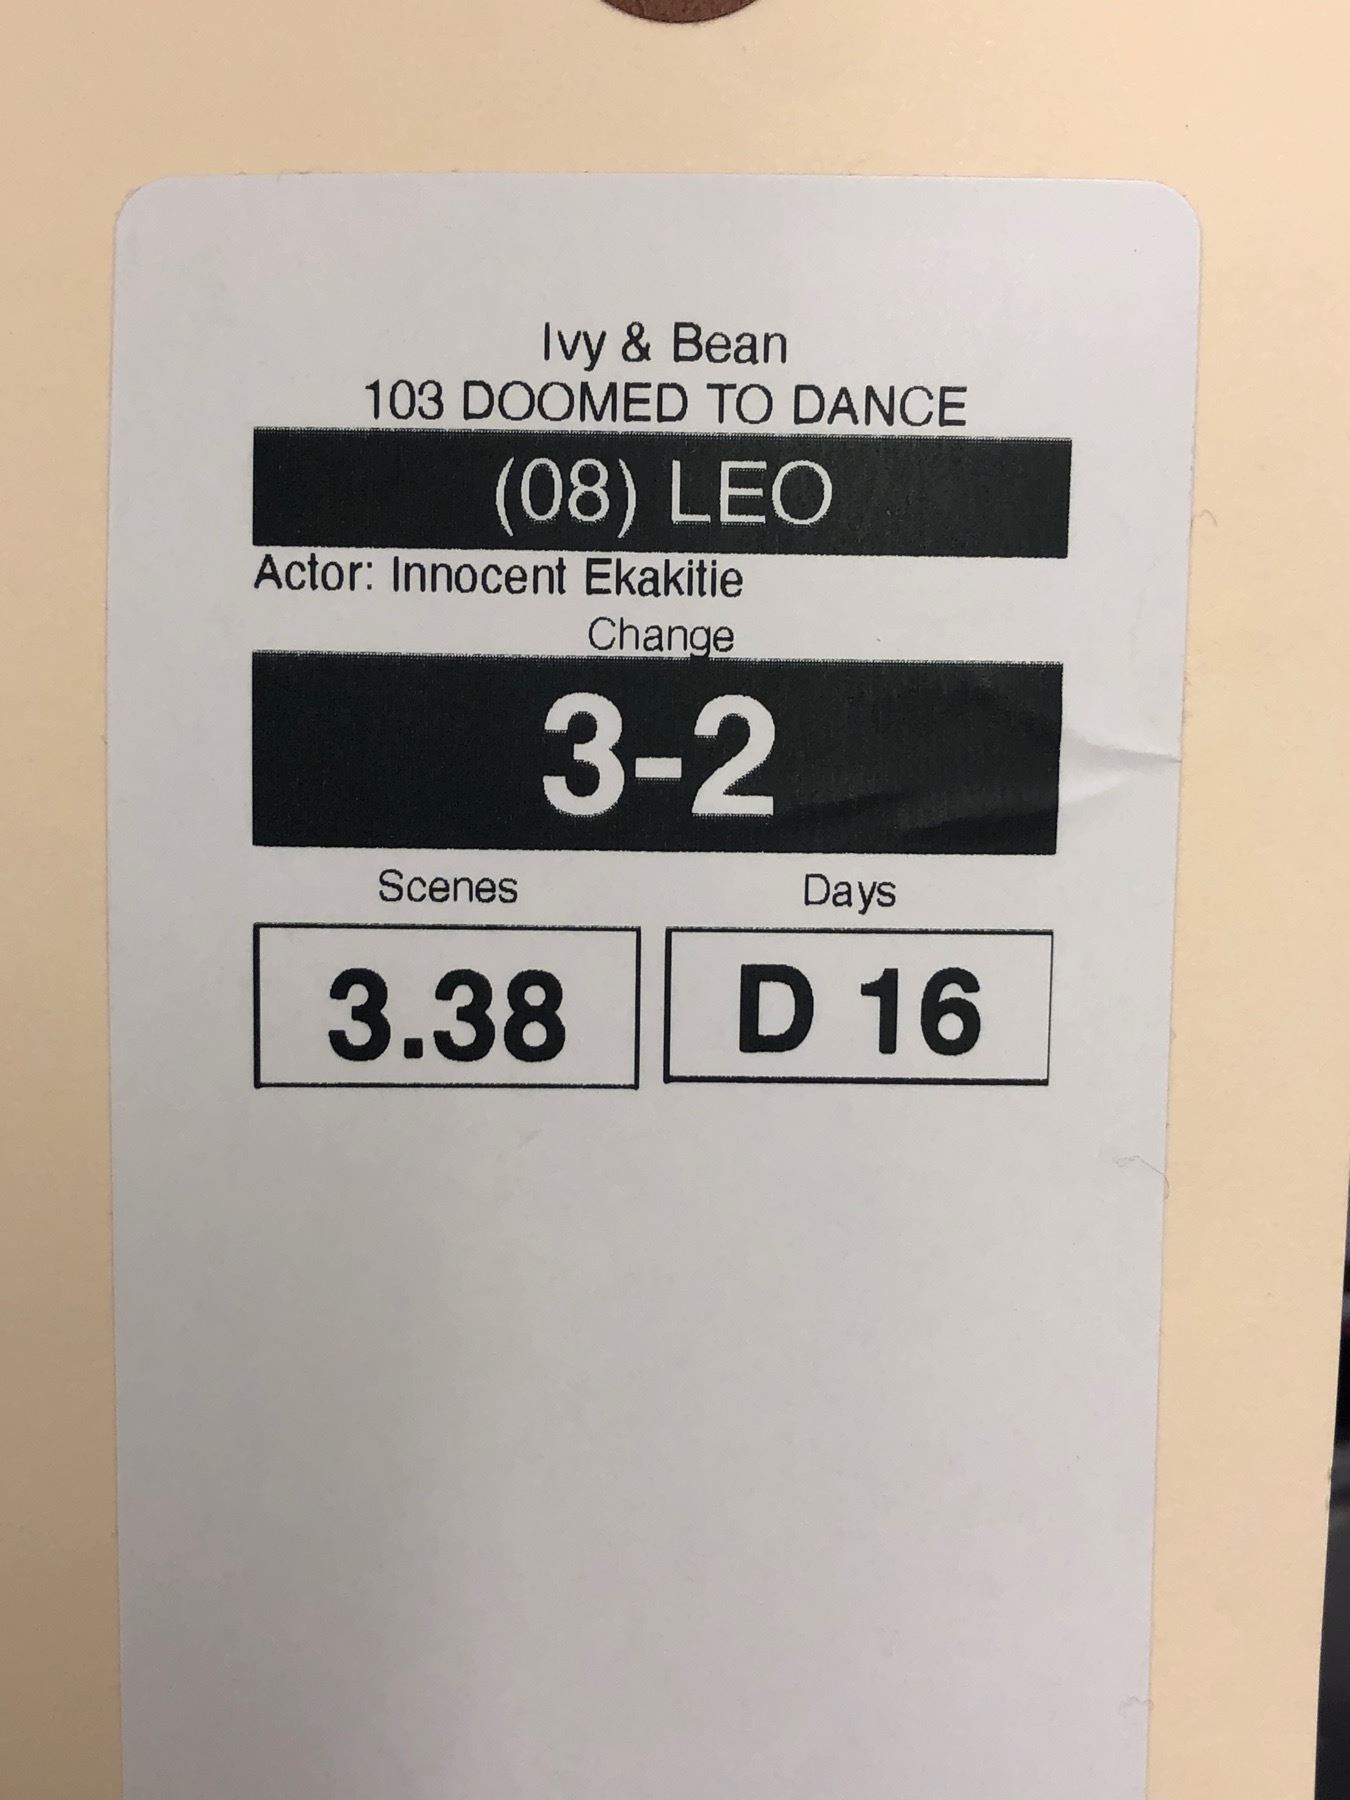 Ivy & Bean
103 DOOMED TO DANCE
(08) LEO
Actor: Innocent Ekakitie
Change
3-2
Scenes Days
3.38 D 16